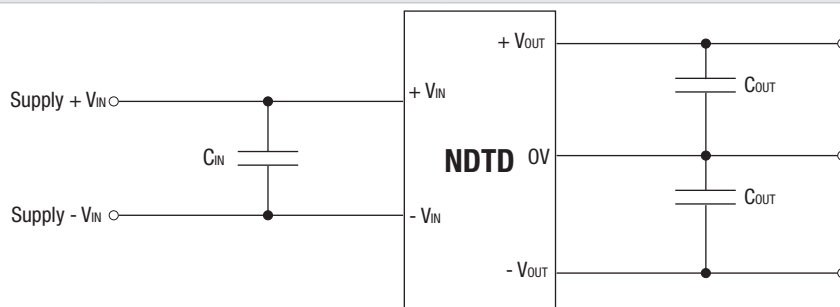 + VOUT
Supply + VIN
+ VIN
COUT
CIN
NDTD
0V
Supply - VIN
- VIN
COUT
- VOUT